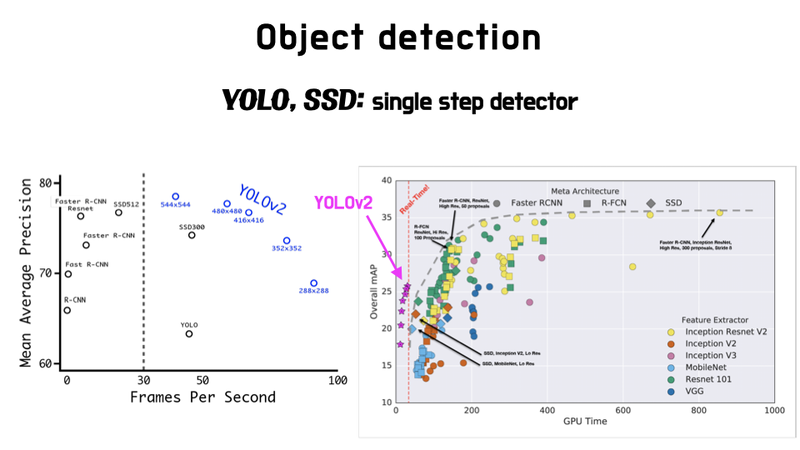 Object detection
YOLO, SSD: single step detector
Mean Average Precision
80
70
60
Faster R-CNN
Resnet
SSD512
Faster R-CNN
Fast R-CNN
R-CNN
SSD300
YOLO
YOLOv2
544x544
480x480
416x416
352x352
288x288
0
30
50
100
Frames Per Second
YOLOv2
Real-Time!
Overall mAP
40
35
30
25
20
15
10
Meta Architecture
Faster RCNN
R-FCN
SSD
Faster R-CNN, ResNet,
High Res, 50 proposals
R-FCN
ResNet, Hi Res,
100 Proposals
Faster R-CNN, Inception ResNet,
High Res, 300 proposals, Stride 8
SSD, Inception V2, Lo Res
SSD, MobileNet, Lo Res
Feature Extractor
Inception Resnet V2
Inception V2
Inception V3
MobileNet
Resnet 101
VGG
0
200
400
600
800
1000
GPU Time